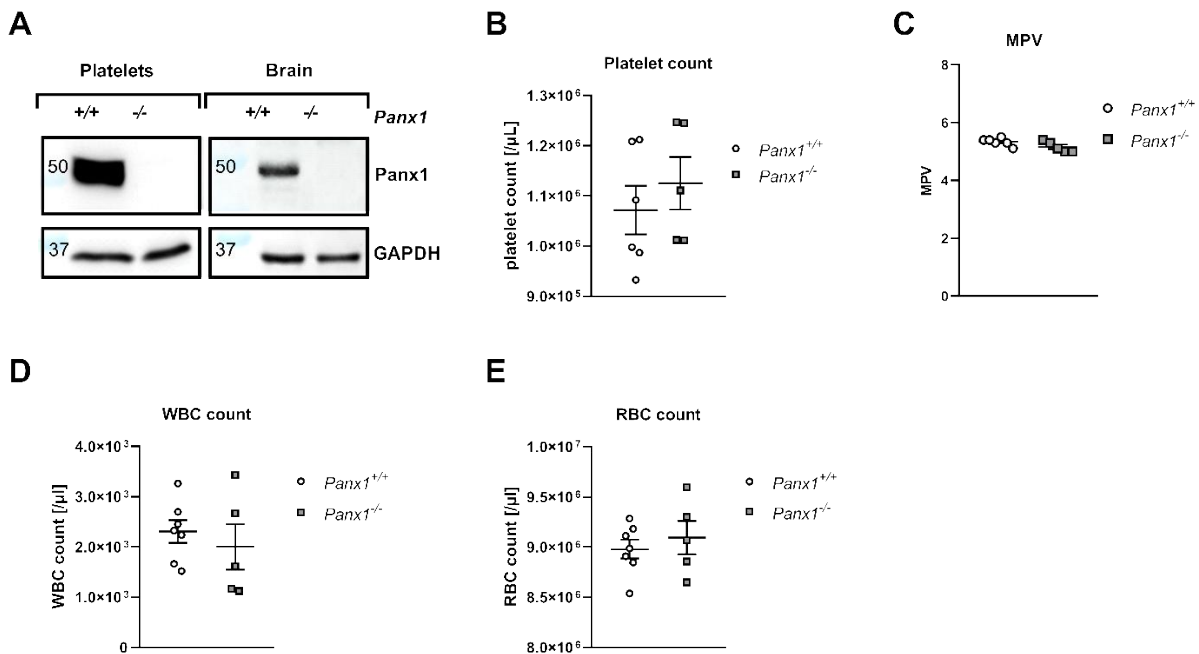 A
Platelets
Brain
+/+ -/- +/+ -/- Panx1
50 50 Panx1
37 37 GAPDH
B
Platelet count
platelet count [/µL]
1.3×10⁶
1.2×10⁶
1.1×10⁶
1.0×10⁶
9.0×10⁵
Panx1+/+
Panx1-/-
C
MPV
MPV
8
6
4
2
0
Panx1+/+
Panx1-/-
D
WBC count
WBC count [/µl]
4.0×10³
3.0×10³
2.0×10³
1.0×10³
0
Panx1+/+
Panx1-/-
E
RBC count
RBC count [/µl]
1.0×10⁷
9.5×10⁶
9.0×10⁶
8.5×10⁶
8.0×10⁶
Panx1+/+
Panx1-/-